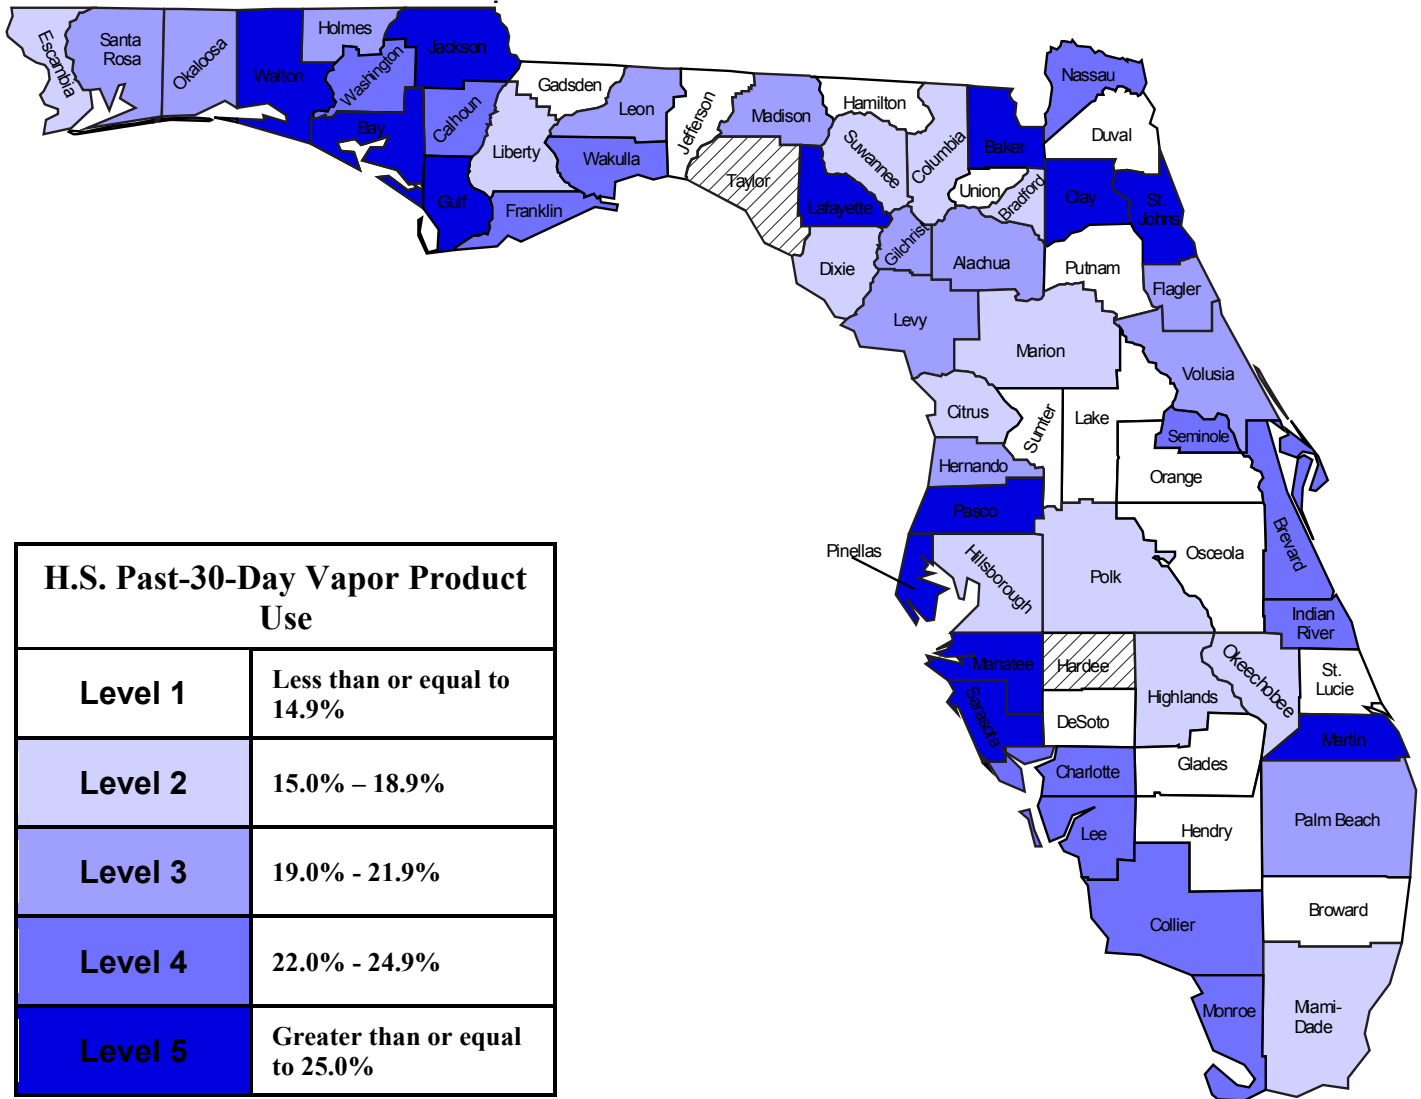 Escambia
Santa
Rosa
Okaloosa
Walton
Holmes
Washington
Jackson
Bay
Calhoun
Gulf
Gadsden
Liberty
Franklin
Leon
Wakulla
Jefferson
Madison
Taylor
Hamilton
Suwannee
Lafayette
Columbia
Dixie
Gilchrist
Baker
Union
Bradford
Alachua
Nassau
Duval
Clay
St.
Johns
Putnam
Flagler
Levy
Marion
Volusia
Citrus
Sumter
Lake
Seminole
Hernando
Orange
Pasco
Brevard
Pinellas
Hillsborough
Polk
Osceola
Indian
River
Manatee
Hardee
Highlands
Okeechobee
St.
Lucie
Sarasota
DeSoto
Martin
Charlotte
Glades
Lee
Hendry
Palm Beach
Collier
Broward
Monroe
Miami-
Dade
H.S. Past-30-Day Vapor Product
Use
Level 1
Less than or equal to
14.9%
Level 2
15.0% – 18.9%
Level 3
19.0% - 21.9%
Level 4
22.0% - 24.9%
Level 5
Greater than or equal
to 25.0%